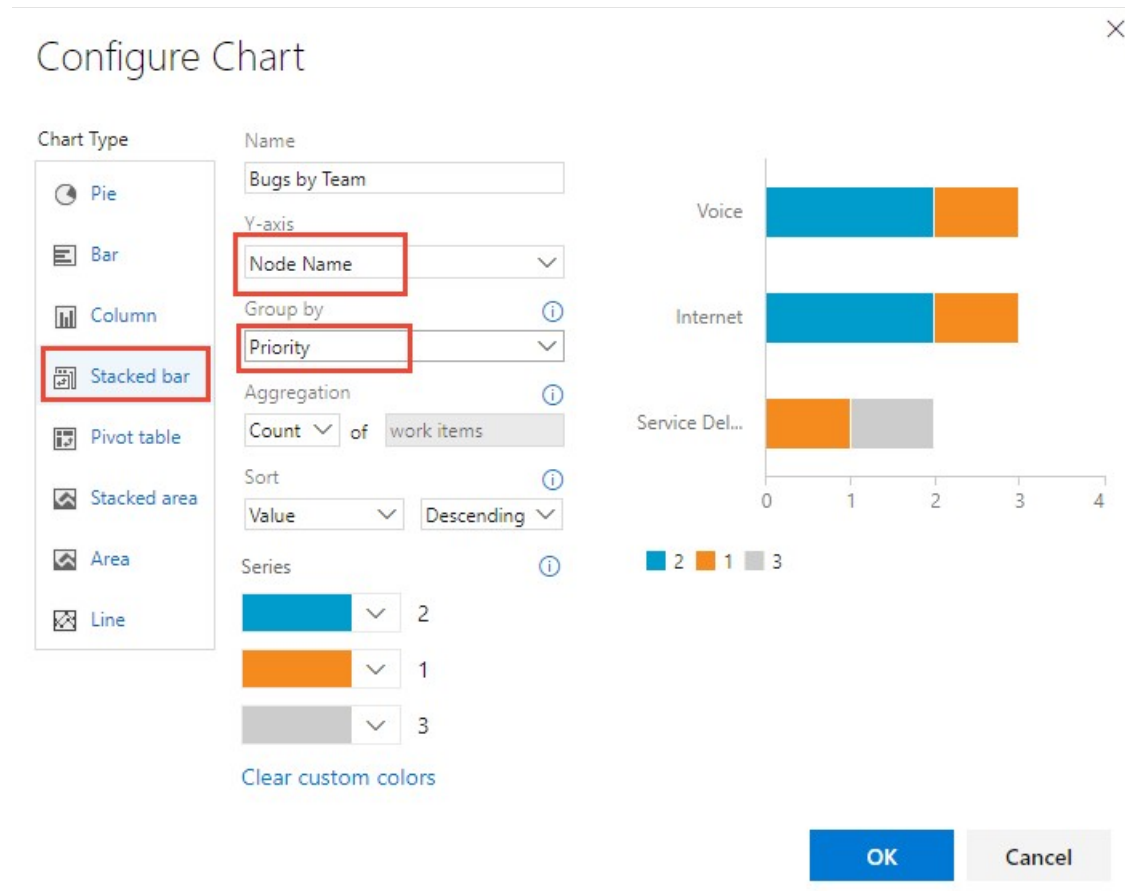 Configure Chart
Chart Type
Pie
Bar
Column
Stacked bar
Pivot table
Stacked area
Area
Line
Name
Bugs by Team
Y-axis
Node Name
Group by
Priority
Aggregation
Count of work items
Sort
Value Descending
Series
2
1
3
Clear custom colors
Voice
Internet
Service Del...
0 1 2 3 4
2 1 3
OK Cancel